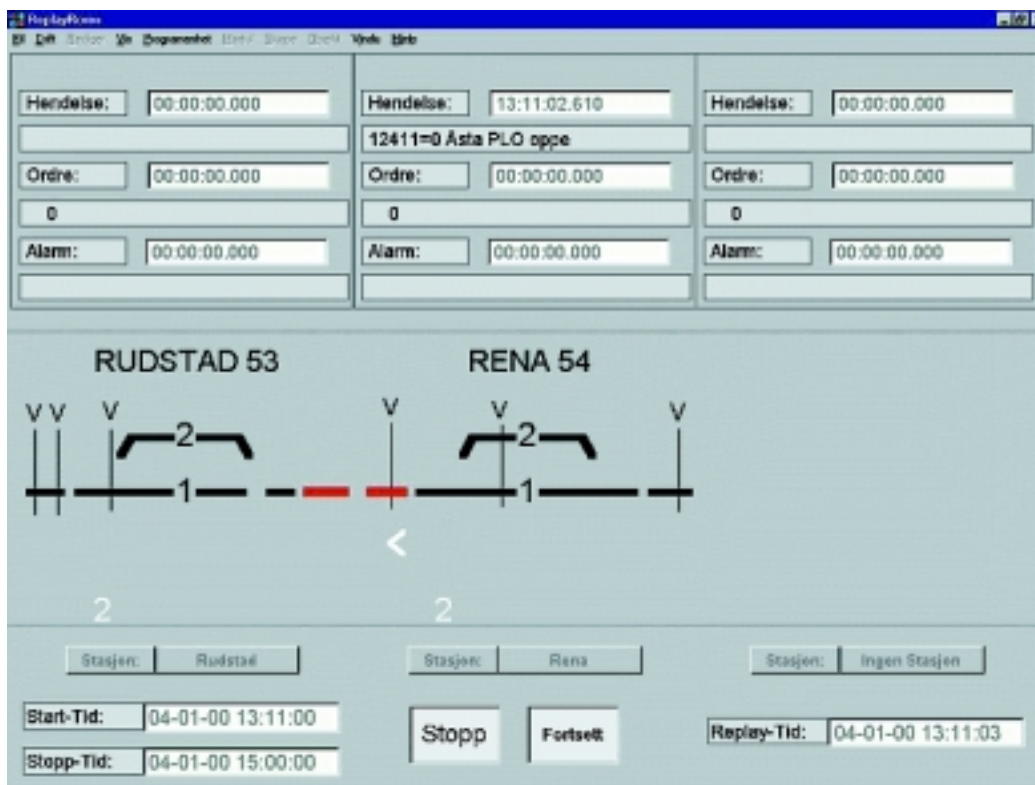 ReplayRoom
Vis Programenhet Vindu
Hendelse: 00:00:00.000 Hendelse: 13:11:02.610 Hendelse: 00:00:00.000
12411=0 Åsta PLO oppe
Ordre: 00:00:00.000 Ordre: 00:00:00.000 Ordre: 00:00:00.000
0 0 0
Alarm: 00:00:00.000 Alarm: 00:00:00.000 Alarm: 00:00:00.000
RUDSTAD 53 RENA 54
V V V V V V
2 2
1 1
<
2 2
Stasjon: Rudstad Stasjon: Rena Stasjon: Ingen Stasjon
Start-Tid: 04-01-00 13:11:00 Stopp Fortsett Replay-Tid: 04-01-00 13:11:03
Stopp-Tid: 04-01-00 15:00:00